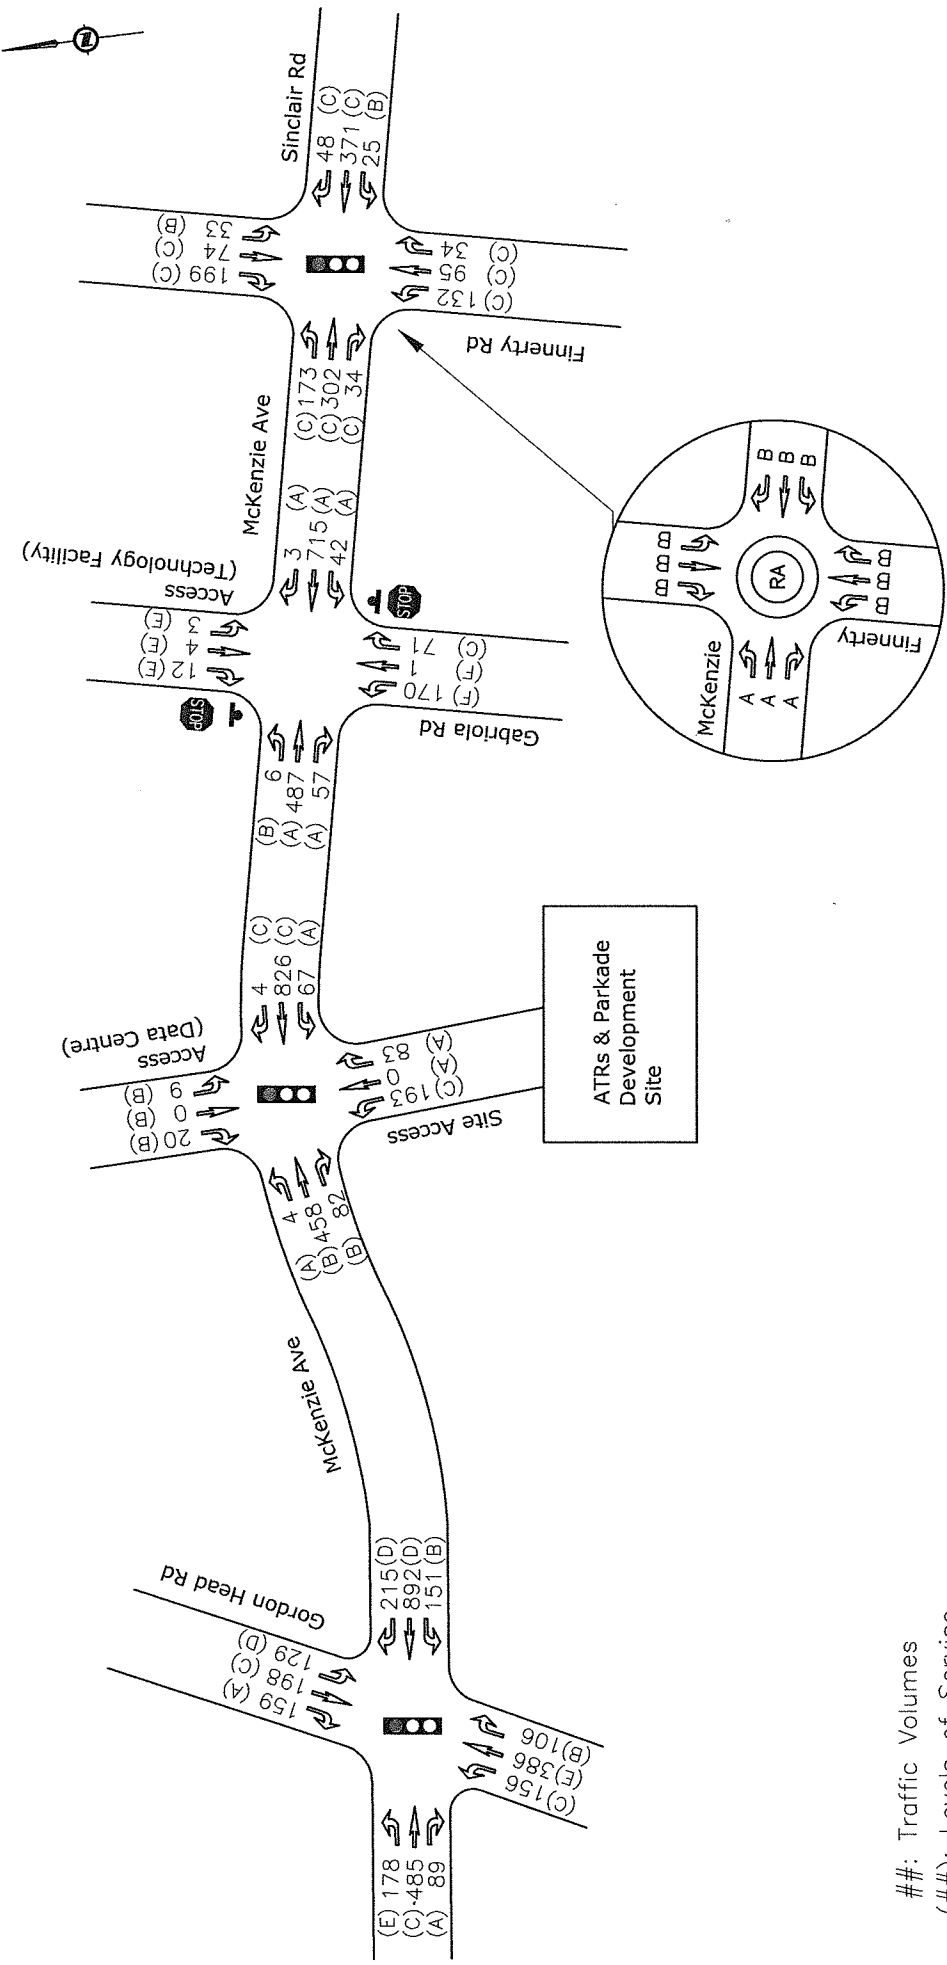 N
Sinclair Rd
48 (C)
371 (C)
25 (B)
33 (B)
74 (C)
199 (C)
(C) 132
(C) 95
(C) 34
Finnerty Rd
(C) 173
(C) 302
(C) 34
McKenzie Ave
Access
(Technology Facility)
3 (A)
715 (A)
42 (A)
3 (E)
4 (E)
12 (E)
STOP
STOP
(F) 170
(F) 1
(C) 71
Gabriola Rd
(B) 6
(A) 487
(A) 57
4 (C)
826 (C)
67 (A)
Access
(Data Centre)
9 (B)
0 (B)
20 (B)
(C) 193
(A) 0
(A) 83
Site Access
(A) 4
(B) 458
(B) 82
ATRs & Parkade
Development
Site
McKenzie Ave
Gordon Head Rd
215 (D)
892 (D)
151 (B)
129 (D)
198 (C)
159 (A)
(C) 156
(E) 386
(B) 106
(E) 178
(C) 485
(A) 89
McKenzie
Finnerty
RA
B
B
B
B
B
B
B
B
B
A
A
A
##: Traffic Volumes
(##): Levels of Service